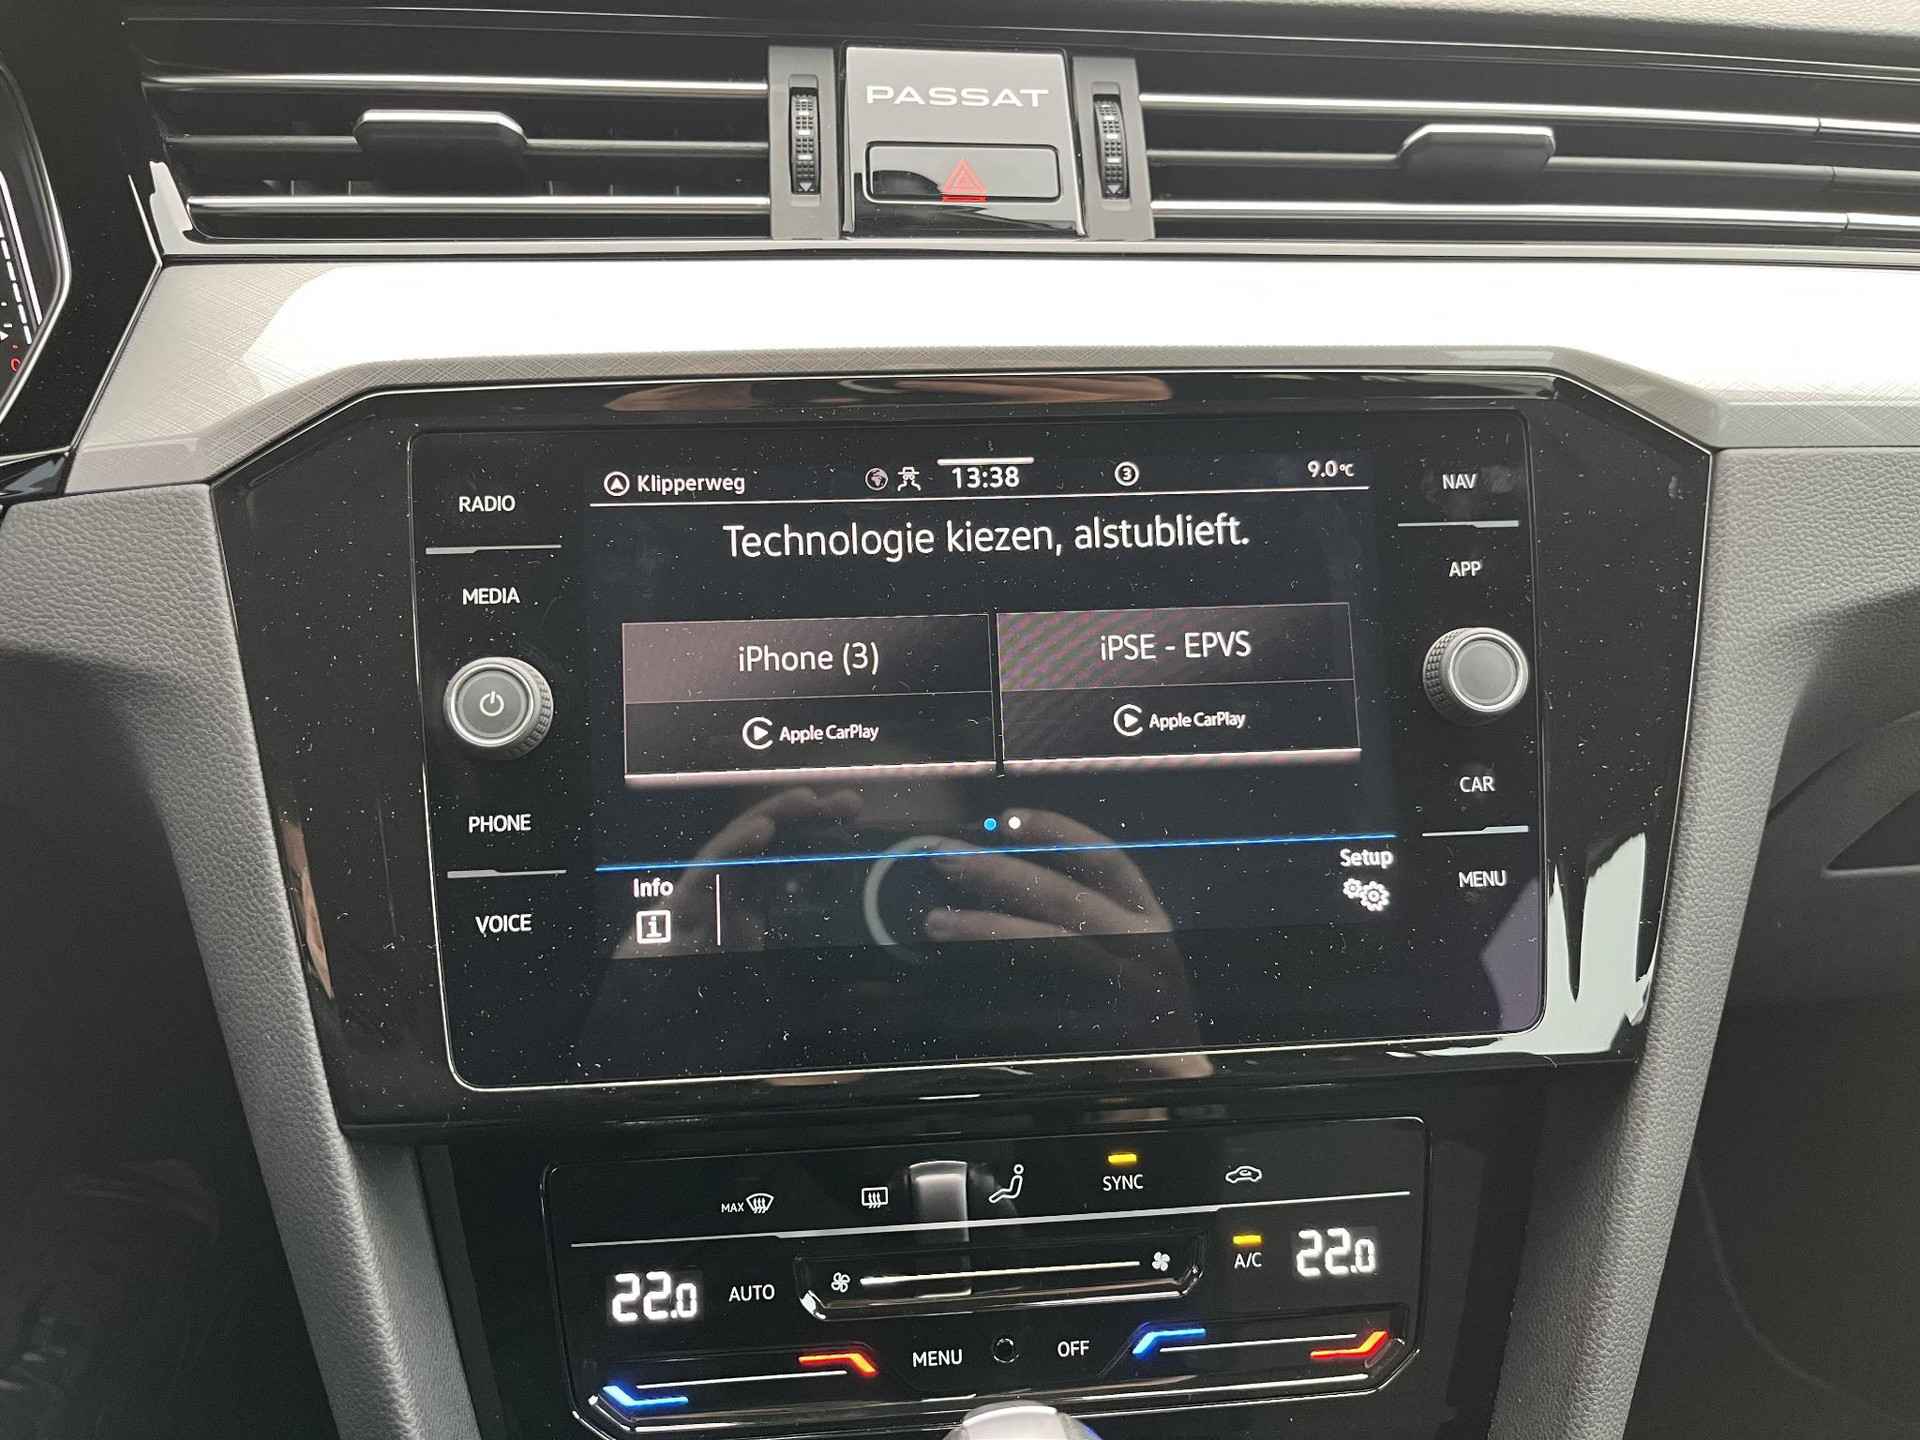 PASSAT
Klipperweg 13:38 3 9.0°C
RADIO
NAV
Technologie kiezen, alstublieft.
MEDIA
APP
iPhone (3)
iPSE - EPVS
Apple CarPlay
Apple CarPlay
CAR
PHONE
Setup
Info
MENU
VOICE
MAX
SYNC
22.0 AUTO A/C 22.0
MENU OFF